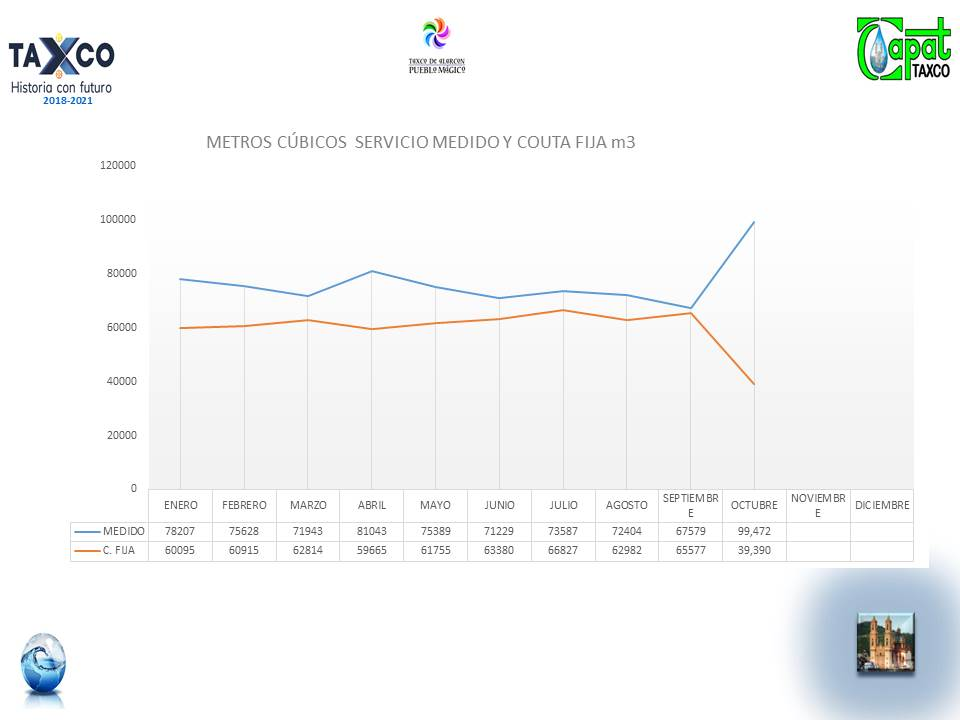 TAXCO
Historia con futuro
2018-2021
TAXCO DE ALARCON
PUEBLO MÁGICO
Capat
TAXCO
METROS CÚBICOS SERVICIO MEDIDO Y COUTA FIJA m3
120000
100000
80000
60000
40000
20000
0
ENERO FEBRERO MARZO ABRIL MAYO JUNIO JULIO AGOSTO SEPTIEMBR E OCTUBRE NOVIEMBR E DICIEMBRE
MEDIDO 78207 75628 71943 81043 75389 71229 73587 72404 67579 99,472
C. FIJA 60095 60915 62814 59665 61755 63380 66827 62982 65577 39,390